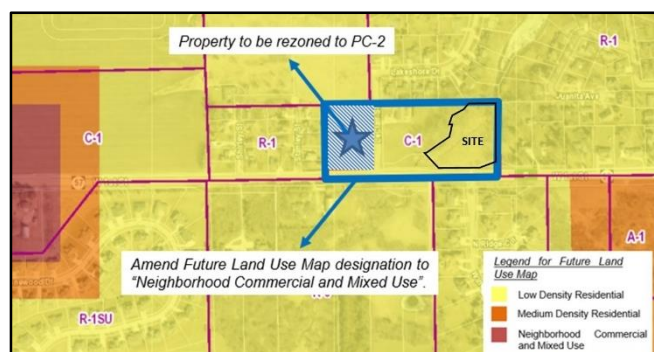 Property to be rezoned to PC-2
R-1
C-1
R-1
C-1
SITE
Amend Future Land Use Map designation to
"Neighborhood Commercial and Mixed Use".
A-1
R-1SU
Legend for Future Land
Use Map
Low Density Residential
Medium Density Residential
Neighborhood Commercial
and Mixed Use